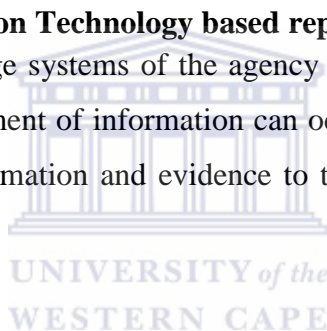 on Technology based rep
ge systems of the agency
ment of information can oc
rmation and evidence to t
UNIVERSITY of the
WESTERN CAPE